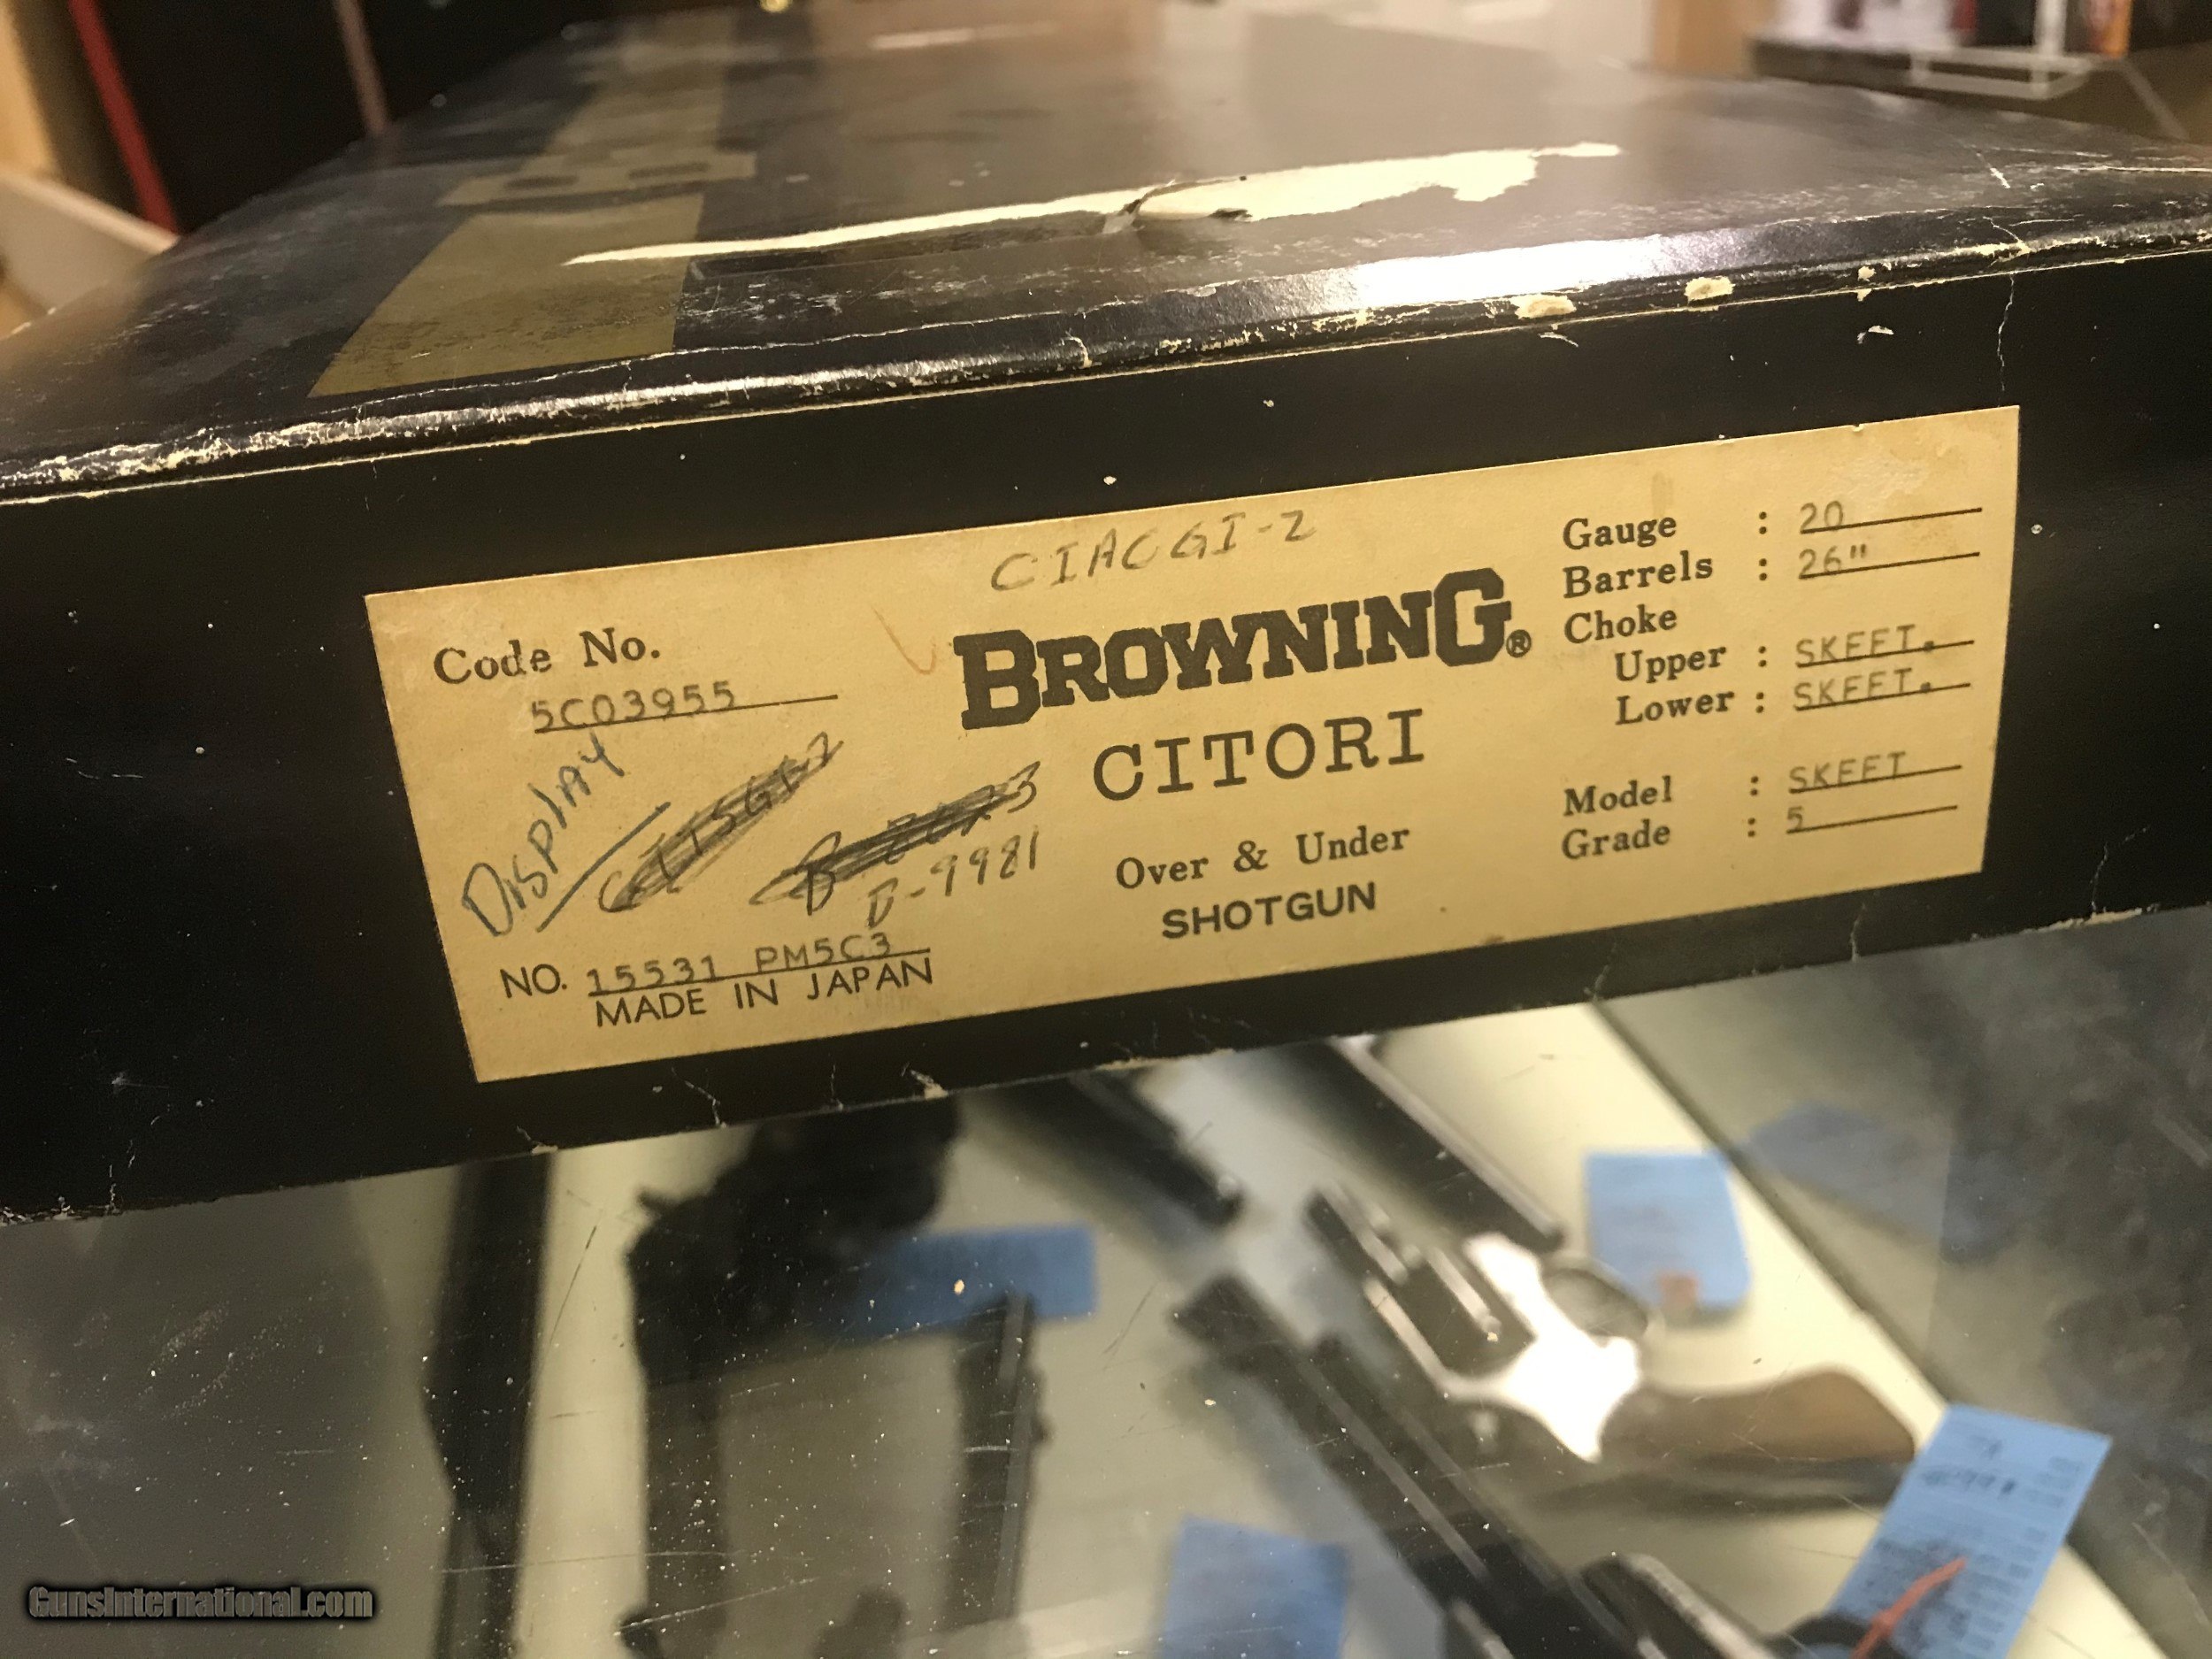 CIACGI-2
Code No.
5C03955
Display
BROWNING®
CITORI
Over & Under
SHOTGUN
B-9981
NO. 15531 PM5C3
MADE IN JAPAN
Gauge : 20
Barrels : 26"
Choke
Upper : SKEET.
Lower : SKEET.
Model : SKEET
Grade : 5
GunsInternational.com